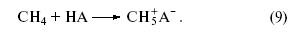 CH₄ + HA ⟶ CH₅⁺A⁻. (9)